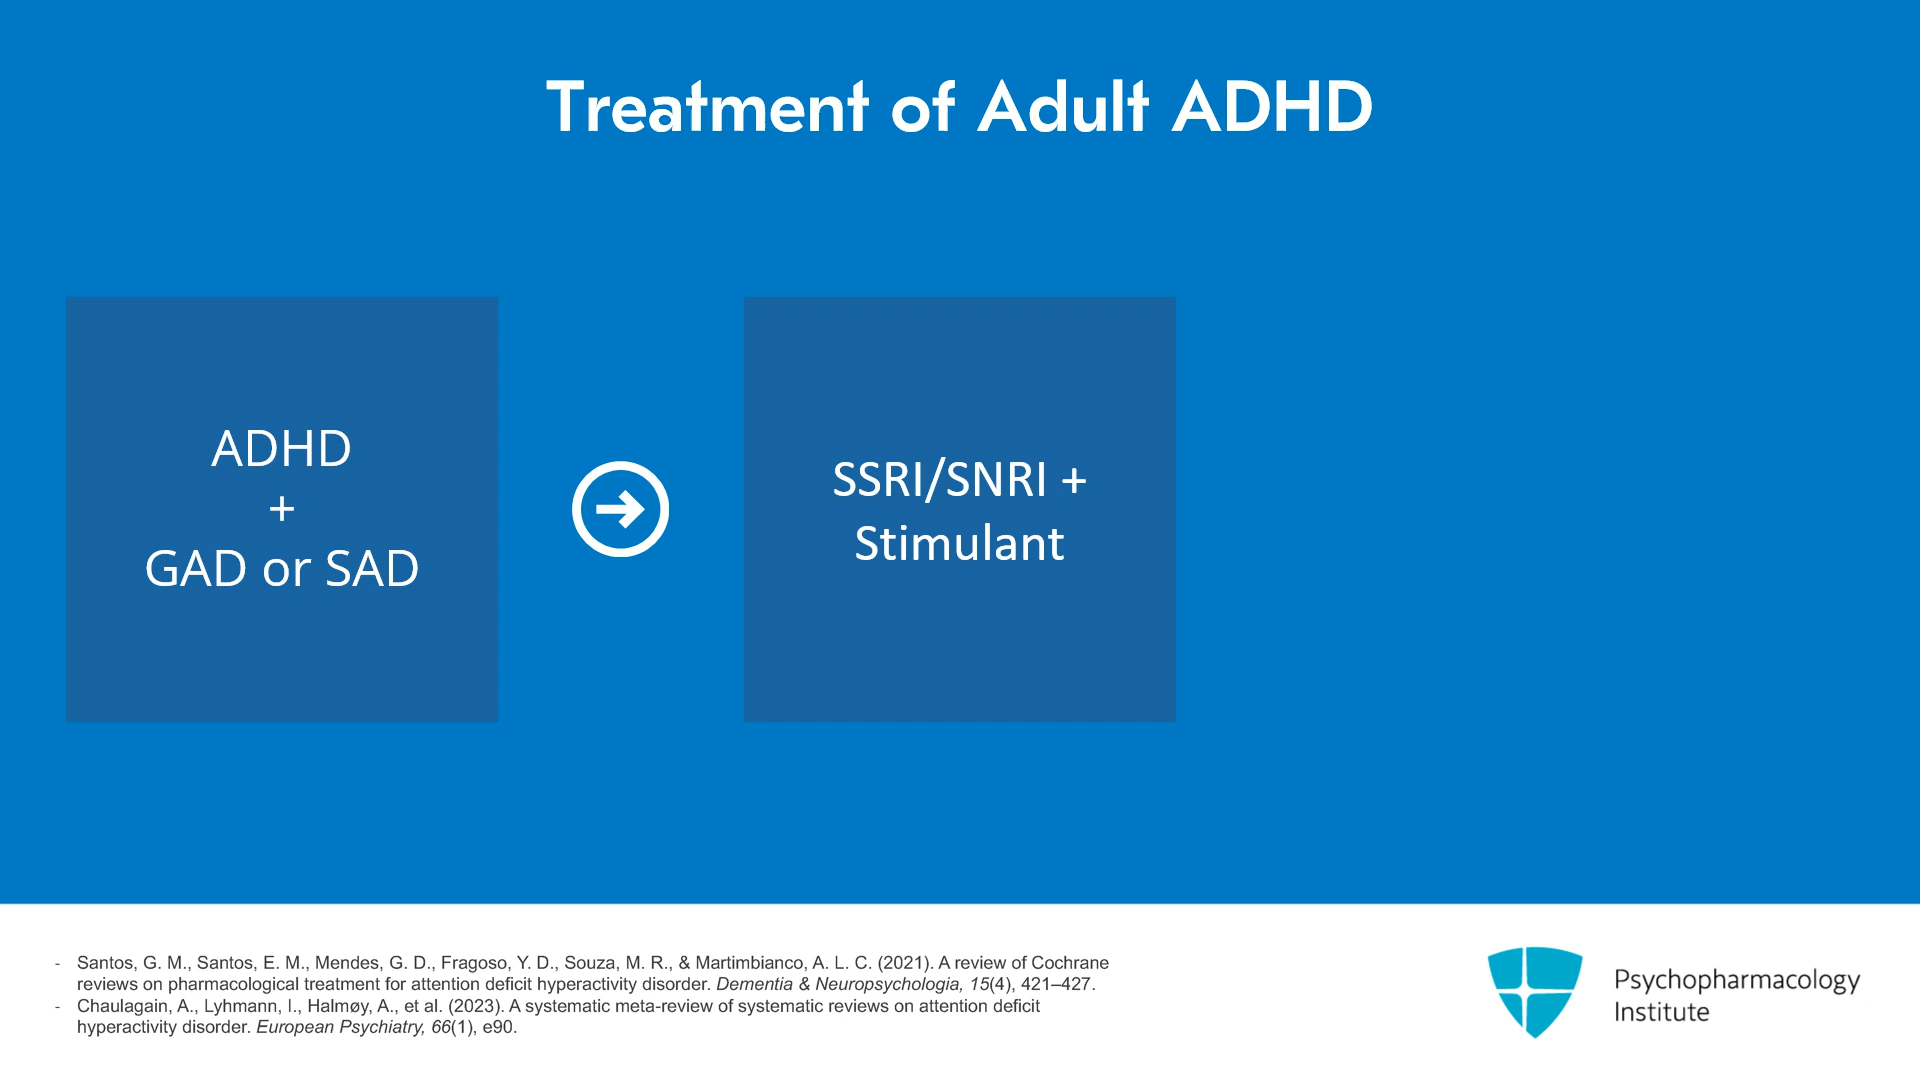 Treatment of Adult ADHD
ADHD
+
GAD or SAD
SSRI/SNRI +
Stimulant
- Santos, G. M., Santos, E. M., Mendes, G. D., Fragoso, Y. D., Souza, M. R., & Martimbianco, A. L. C. (2021). A review of Cochrane
reviews on pharmacological treatment for attention deficit hyperactivity disorder. Dementia & Neuropsychologia, 15(4), 421–427.
- Chaulagain, A., Lyhmann, I., Halmøy, A., et al. (2023). A systematic meta-review of systematic reviews on attention deficit
hyperactivity disorder. European Psychiatry, 66(1), e90.
Psychopharmacology
Institute